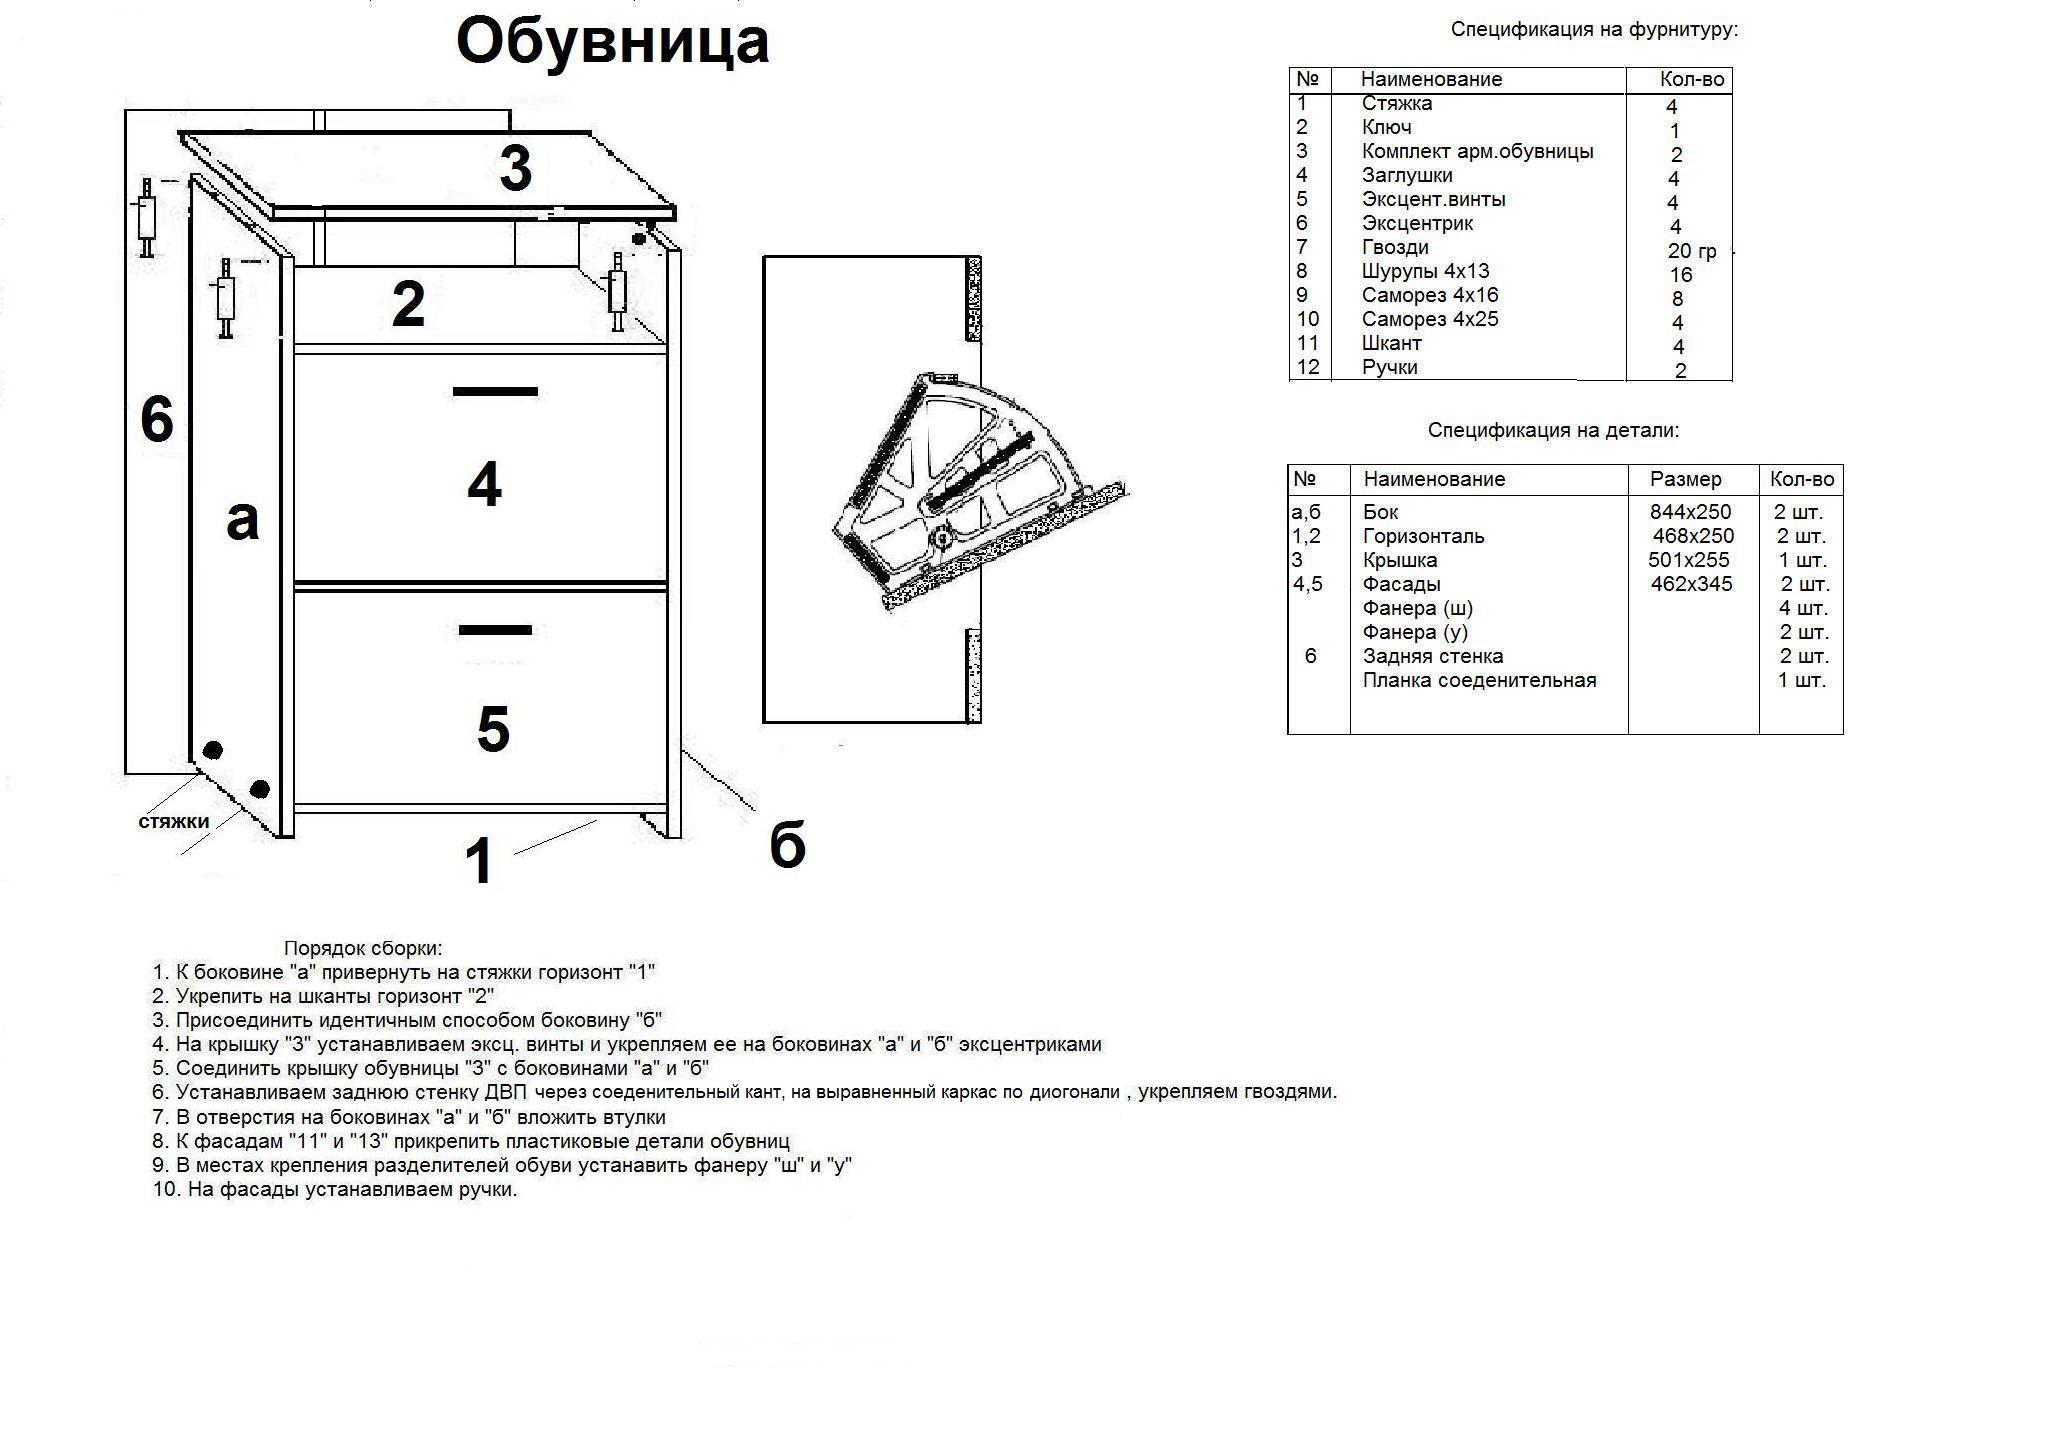 Обувница
3
2
6
4
а
5
стяжки
1
б
Спецификация на фурнитуру:
№ Наименование Кол-во
1 Стяжка 4
2 Ключ 1
3 Комплект арм.обувницы 2
4 Заглушки 4
5 Эксцент.винты 4
6 Эксцентрик 4
7 Гвозди 20 гр
8 Шурупы 4х13 16
9 Саморез 4х16 8
10 Саморез 4х25 4
11 Шкант 4
12 Ручки 2
Спецификация на детали:
№ Наименование Размер Кол-во
а,б Бок 844х250 2 шт.
1,2 Горизонталь 468х250 2 шт.
3 Крышка 501х255 1 шт.
4,5 Фасады 462х345 2 шт.
Фанера (ш) 4 шт.
Фанера (у) 2 шт.
6 Задняя стенка 2 шт.
Планка соеденительная 1 шт.
Порядок сборки:
1. К боковине "а" привернуть на стяжки горизонт "1"
2. Укрепить на шканты горизонт "2"
3. Присоединить идентичным способом боковину "б"
4. На крышку "3" устанавливаем эксц. винты и укрепляем ее на боковинах "а" и "б" эксцентриками
5. Соединить крышку обувницы "3" с боковинами "а" и "б"
6. Устанавливаем заднюю стенку ДВП через соеденительный кант, на выравненный каркас по диогонали , укрепляем гвоздями.
7. В отверстия на боковинах "а" и "б" вложить втулки
8. К фасадам "11" и "13" прикрепить пластиковые детали обувниц
9. В местах крепления разделителей обуви устанавить фанеру "ш" и "у"
10. На фасады устанавливаем ручки.